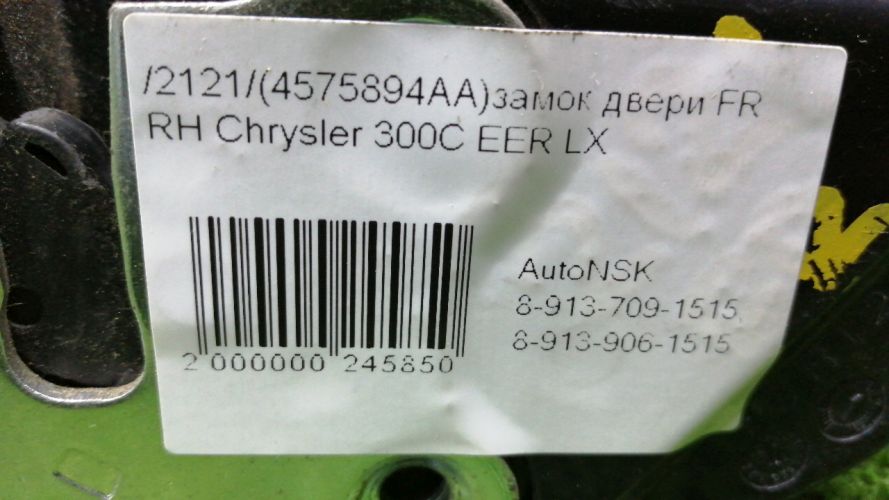 /2121/(4575894AA)замок двери FR
RH Chrysler 300C EER LX
AutoNSK
8-913-709-1515,
8-913-906-1515
2 000000 245850